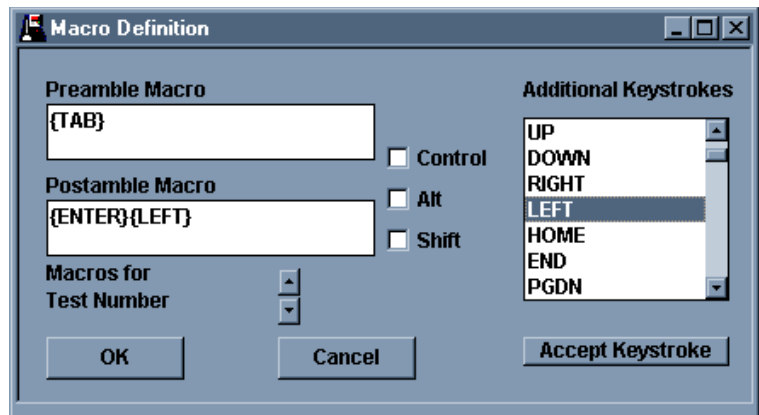 Macro Definition
Preamble Macro
{TAB}
Postamble Macro
{ENTER}{LEFT}
Macros for
Test Number
Control
Alt
Shift
Additional Keystrokes
UP
DOWN
RIGHT
LEFT
HOME
END
PGDN
OK
Cancel
Accept Keystroke